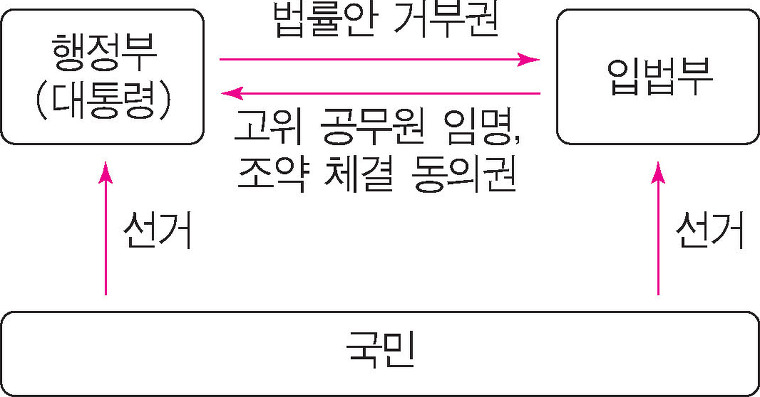 법률안 거부권
행정부
(대통령)
입법부
고위 공무원 임명,
조약 체결 동의권
선거
선거
국민